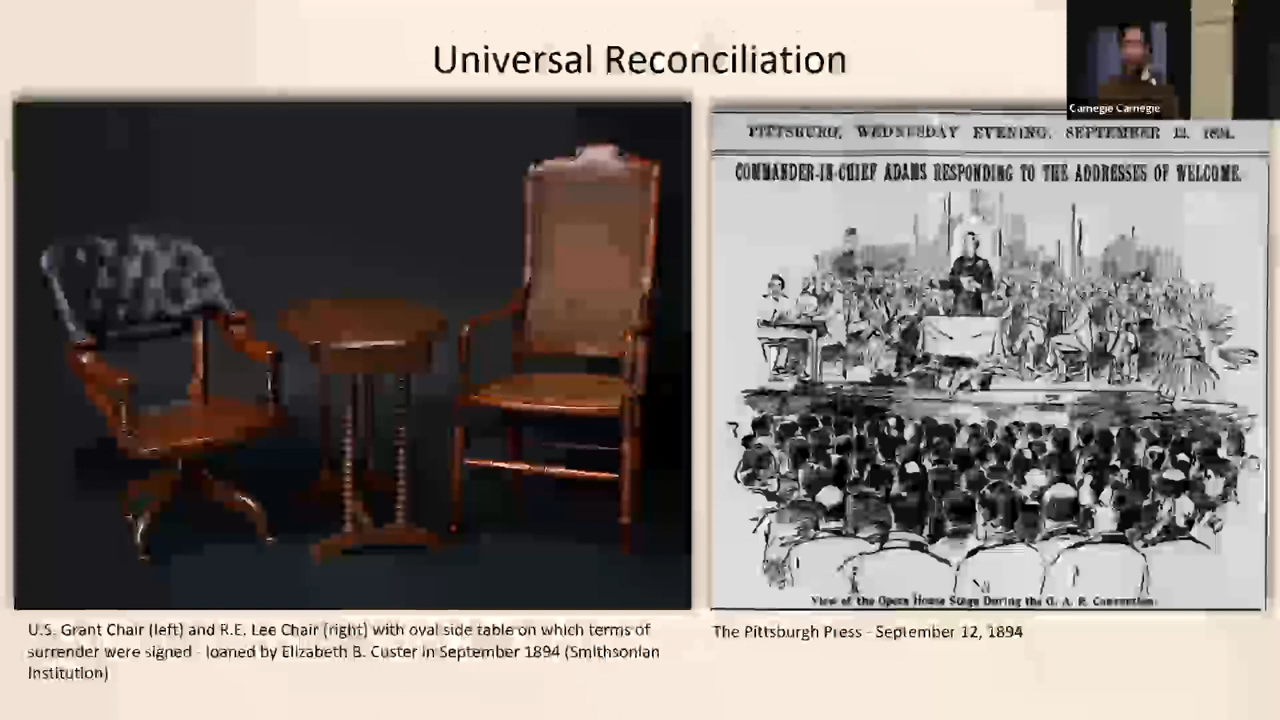 Universal Reconciliation
Carnegie Carnegie
PITTSBURG, WEDNESDAY EVENING, SEPTEMBER 12, 1894.
COMMANDER-IN-CHIEF ADAMS RESPONDING TO THE ADDRESSES OF WELCOME.
View of the Opera House Stage During the G. A. R. Convention.
U.S. Grant Chair (left) and R.E. Lee Chair (right) with oval side table on which terms of
surrender were signed - loaned by Elizabeth B. Custer in September 1894 (Smithsonian
Institution)
The Pittsburgh Press - September 12, 1894